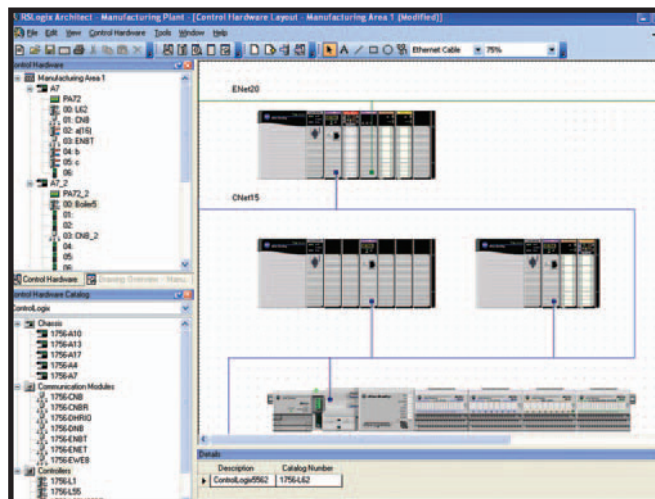 RSLogix Architect - Manufacturing Plant - [Control Hardware Layout - Manufacturing Area 1 (Modified)]
File Edit View Control Hardware Tools Window Help
Ethernet Cable 75%
ontrol Hardware
Manufacturing Area 1
A7
PA72
00: L62
01: CNB
02: a[16]
03: ENBT
04: b
05: c
06:
A7_2
PA72_2
00: Boiler5
01:
02:
03: CNB_2
04:
05:
06:
Control Hardware Drawing Overview - Manu...
ontrol Hardware Catalog
ControlLogix
Chassis
1756-A10
1756-A13
1756-A17
1756-A4
1756-A7
Communication Modules
1756-CNB
1756-CNBR
1756-DHRIO
1756-DNB
1756-ENBT
1756-ENET
1756-EWEB
Controllers
1756-L1
1756-L55
ENet20
CNet15
Details
Description Catalog Number
ControlLogix5562 1756-L62